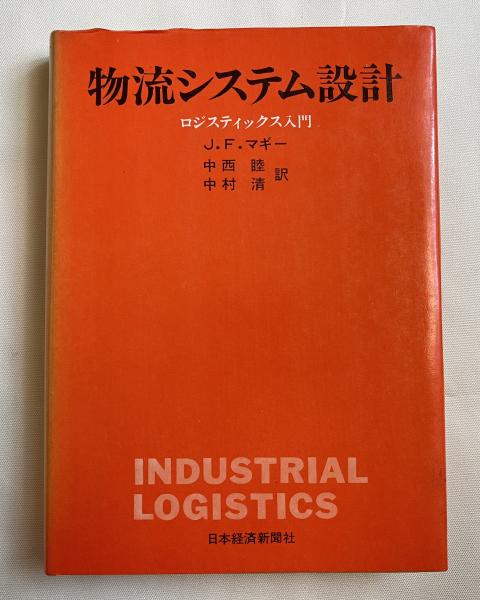 物流システム設計
ロジスティックス入門
J.F.マギー
中西 睦
中村 清 訳
INDUSTRIAL
LOGISTICS
日本経済新聞社